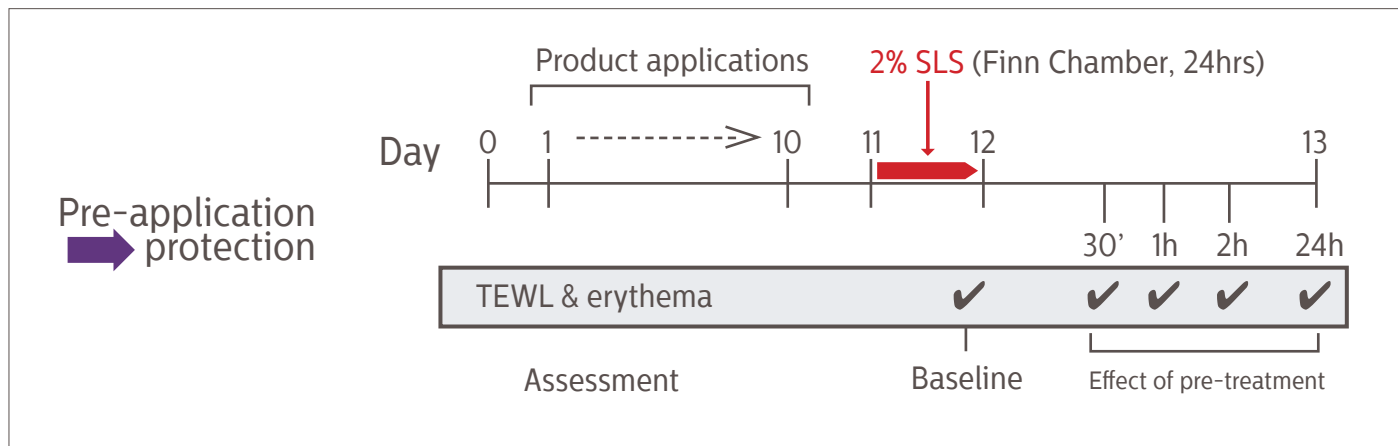 Product applications
2% SLS (Finn Chamber, 24hrs)
Day 0 1 10 11 12 13
Pre-application
protection
30’ 1h 2h 24h
TEWL & erythema
Assessment
Baseline
Effect of pre-treatment